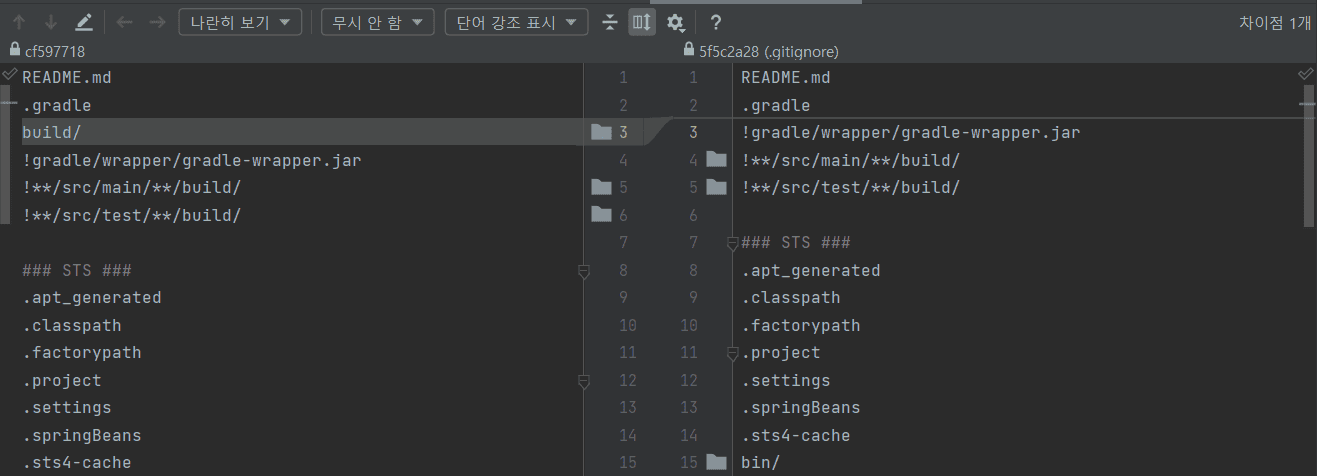 나란히 보기 무시 안 함 단어 강조 표시 ? 차이점 1개
cf597718 5f5c2a28 (.gitignore)
README.md 1 1 README.md
.gradle 2 2 .gradle
build/ 3 3 !gradle/wrapper/gradle-wrapper.jar
!gradle/wrapper/gradle-wrapper.jar 4 4 !**/src/main/**/build/
!**/src/main/**/build/ 5 5 !**/src/test/**/build/
!**/src/test/**/build/ 6 6
7 7 ### STS ###
### STS ### 8 8 .apt_generated
.apt_generated 9 9 .classpath
.classpath 10 10 .factorypath
.factorypath 11 11 .project
.project 12 12 .settings
.settings 13 13 .springBeans
.springBeans 14 14 .sts4-cache
.sts4-cache 15 15 bin/